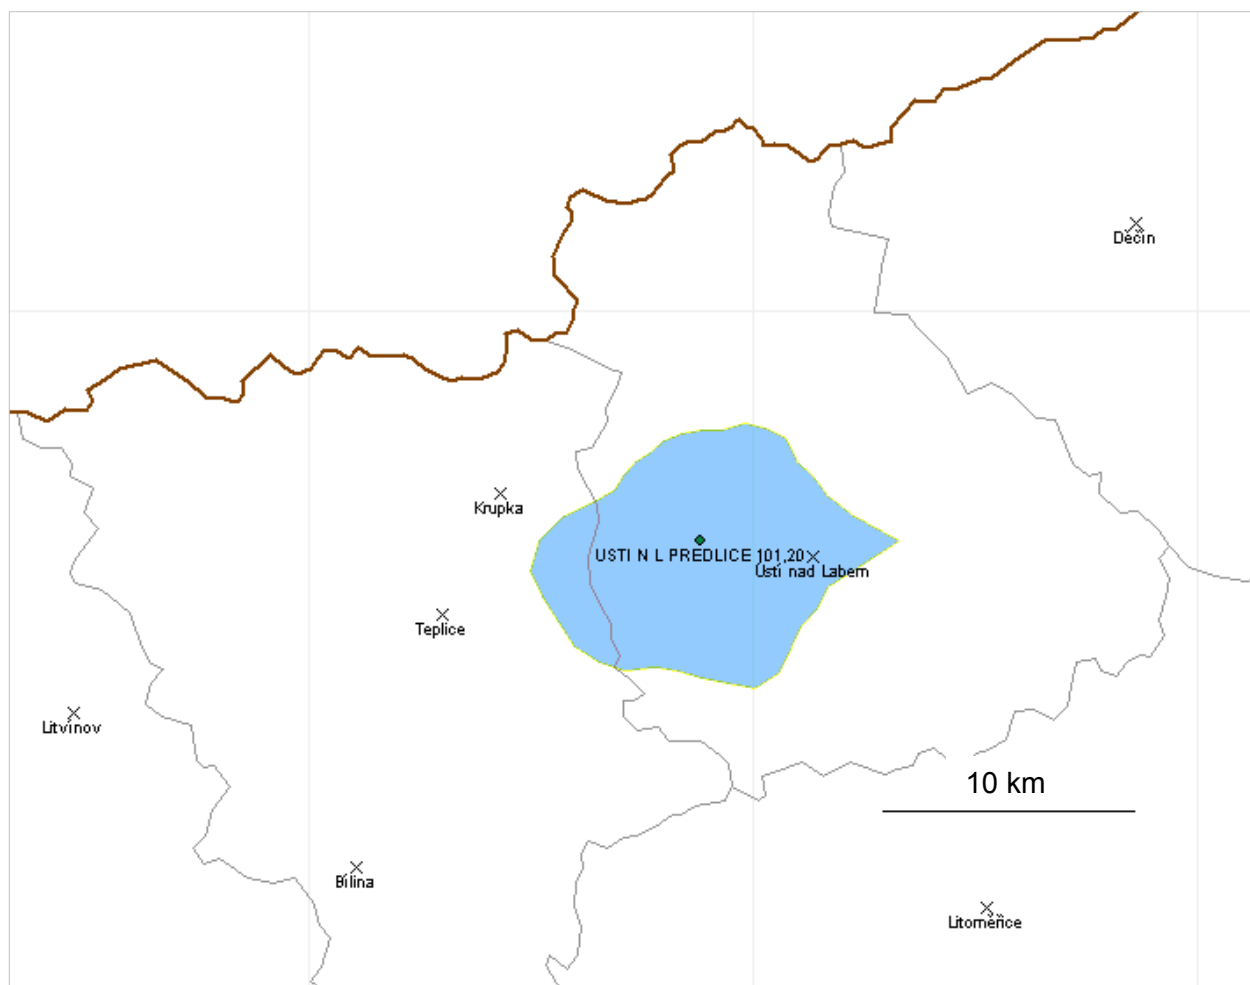 Děčín
Krupka
USTI N L PREDLICE 101,20
Ústí nad Labem
Teplice
Litvínov
10 km
Bílina
Litoměřice